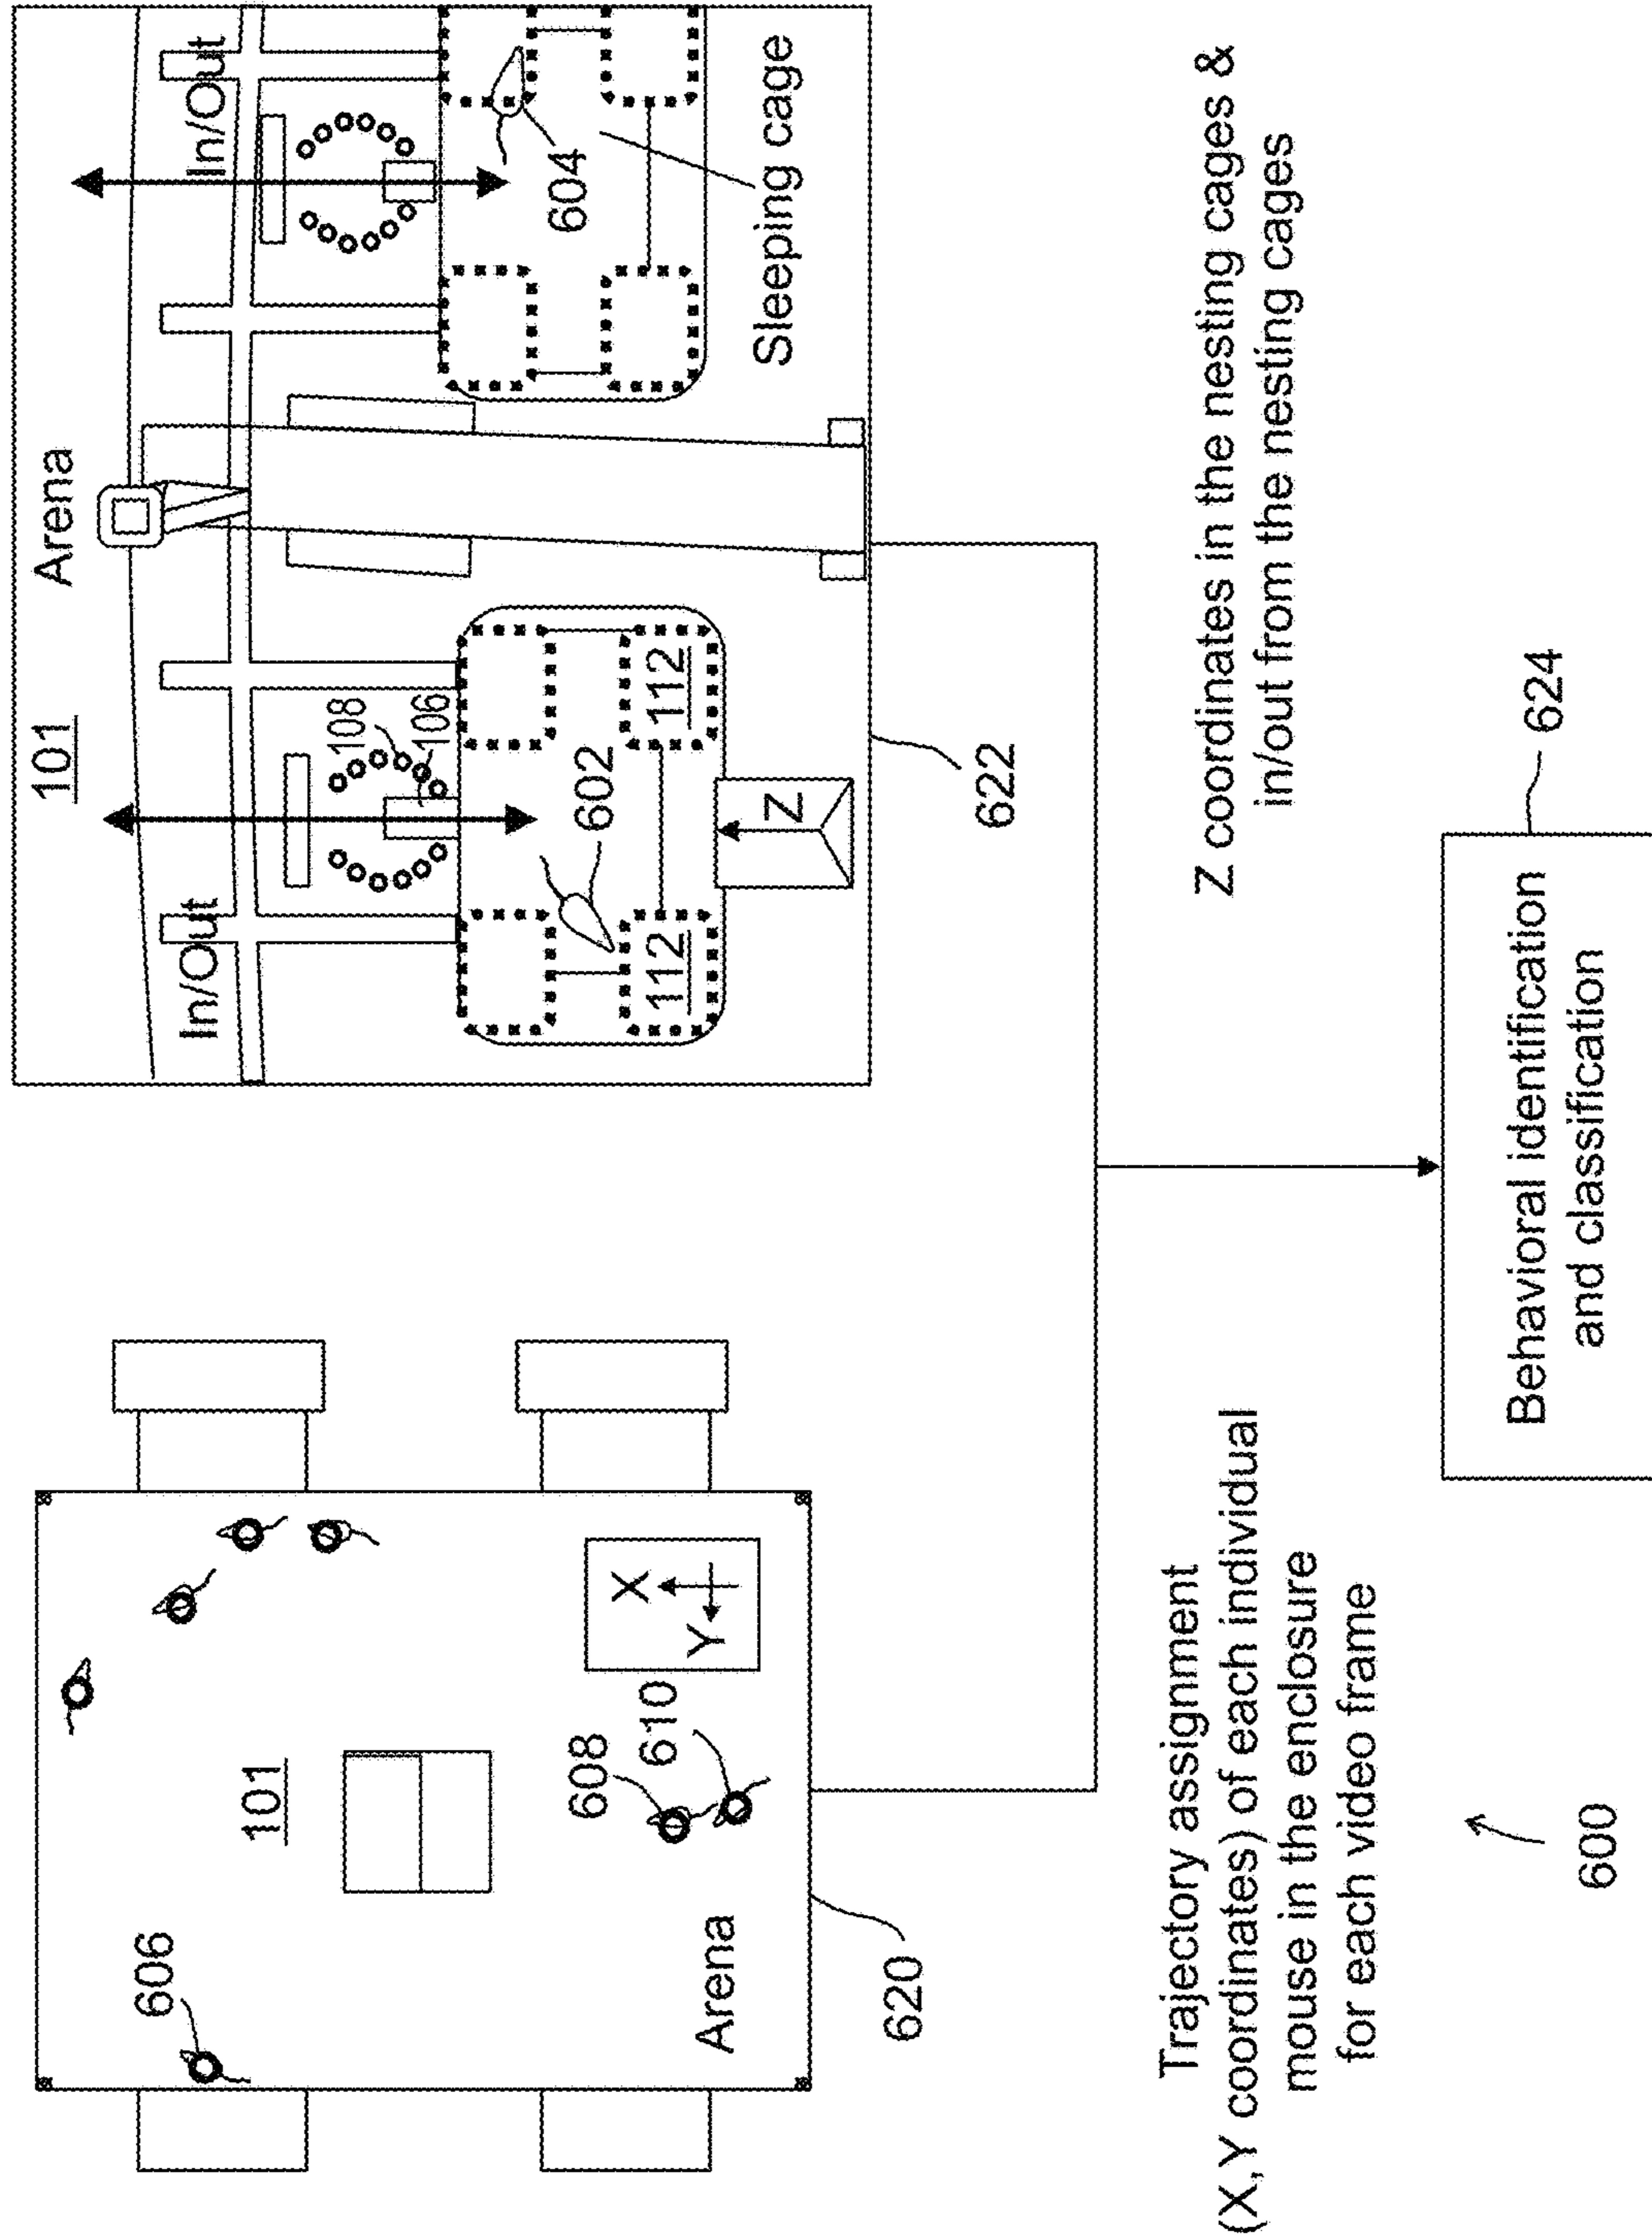 606
101
Arena
608
610
X
Y
620
Trajectory assignment
(X,Y coordinates) of each individual
mouse in the enclosure
for each video frame
600
101
Arena
In/Out
In/Out
108
106
602
604
112
112
Z
Sleeping cage
622
Z coordinates in the nesting cages &
in/out from the nesting cages
624
Behavioral identification
and classification